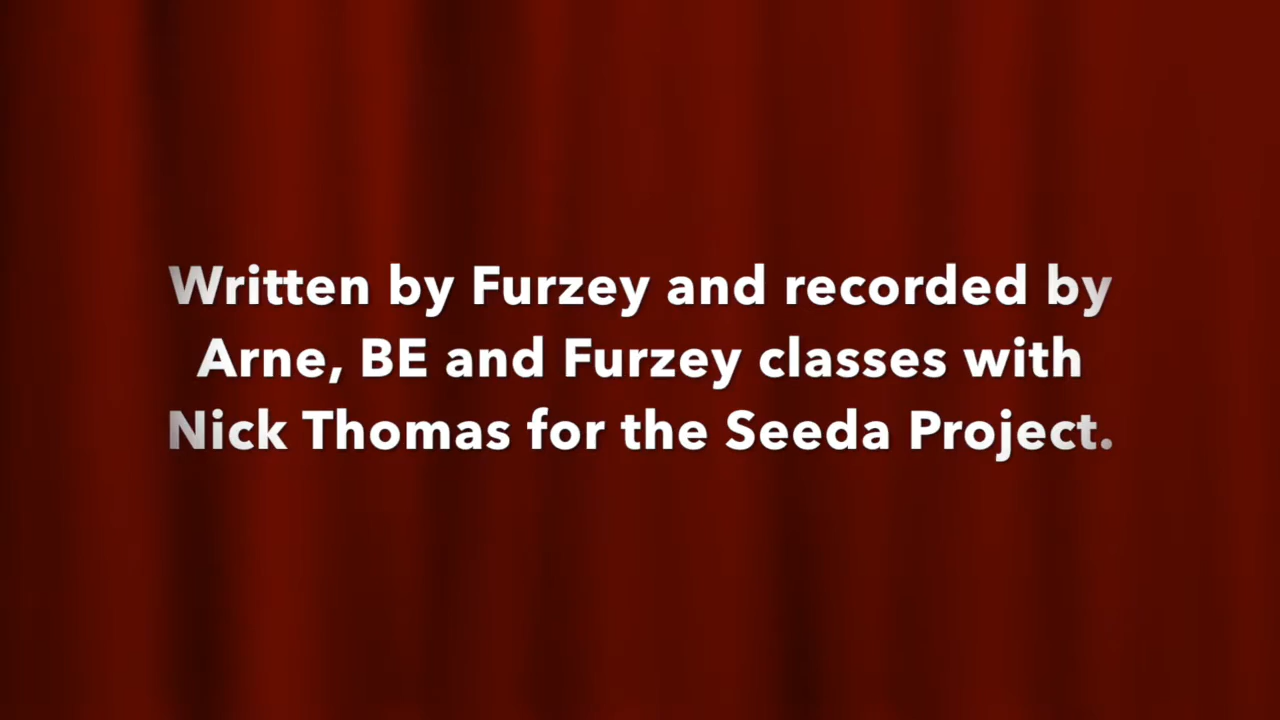 Written by Furzey and recorded by
Arne, BE and Furzey classes with
Nick Thomas for the Seeda Project.